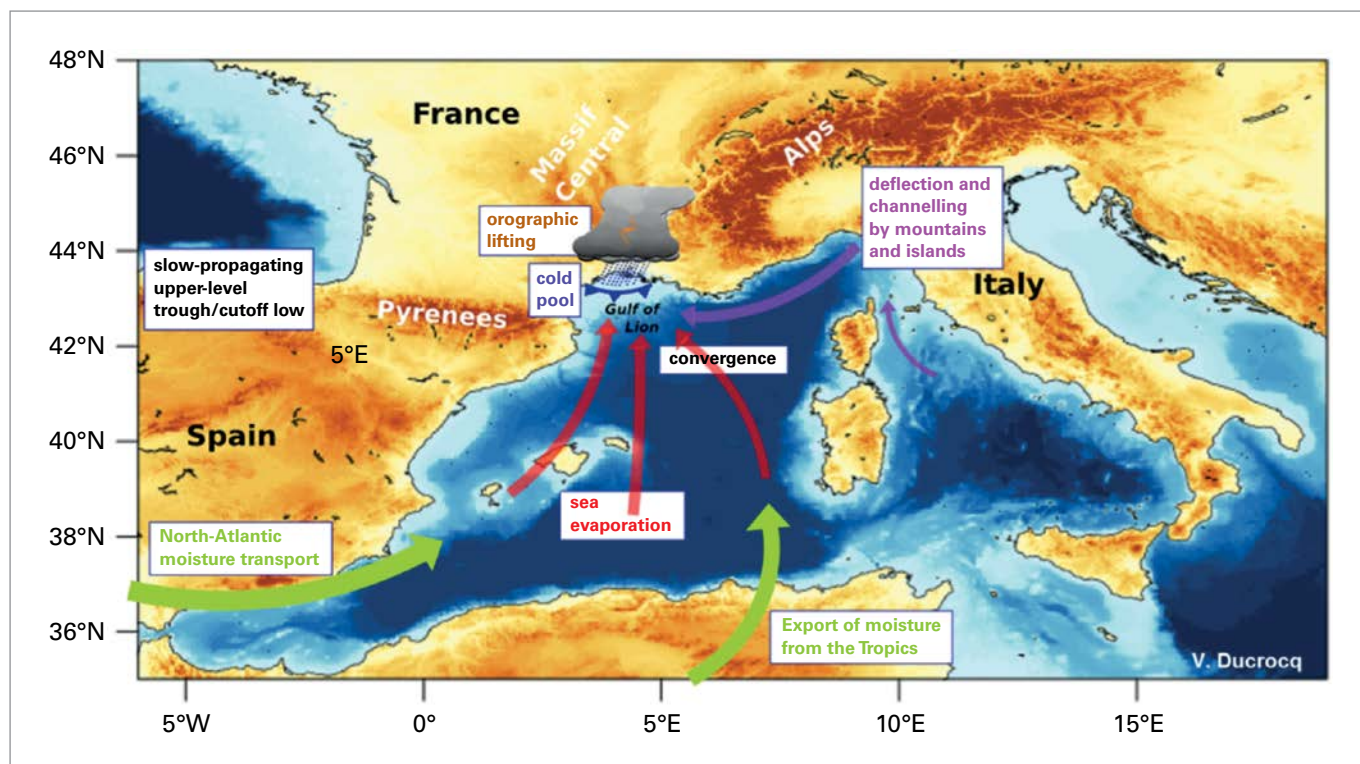 48°N
France
Massif
Central
46°N
Alps
deflection and
channelling
by mountains
and islands
orographic
lifting
44°N
slow-propagating
upper-level
trough/cutoff low
cold
pool
Italy
Pyrenees
Gulf of
Lion
42°N
5°E
convergence
Spain
40°N
sea
evaporation
38°N
North-Atlantic
moisture transport
36°N
Export of moisture
from the Tropics
V. Ducrocq
5°W
0°
5°E
10°E
15°E